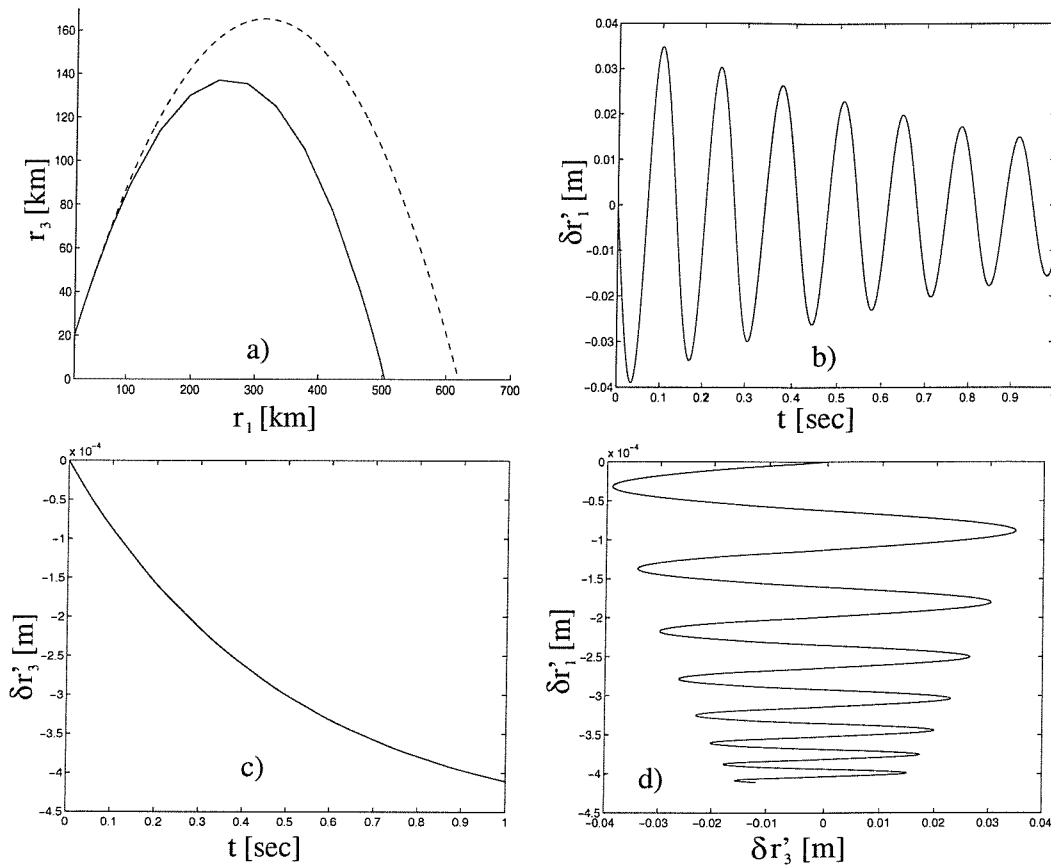 160
140
120
100
80
60
40
20
0
r₃ [km]
a)
100 200 300 400 500 600 700
r₁ [km]
0.04
0.03
0.02
0.01
0
-0.01
-0.02
-0.03
-0.04
δr'₁ [m]
b)
0 0.1 0.2 0.3 0.4 0.5 0.6 0.7 0.8 0.9
t [sec]
x 10⁻⁴
0
-0.5
-1
-1.5
-2
-2.5
-3
-3.5
-4
-4.5
δr'₃ [m]
c)
0 0.1 0.2 0.3 0.4 0.5 0.6 0.7 0.8 0.9 1
t [sec]
x 10⁻⁴
0
-0.5
-1
-1.5
-2
-2.5
-3
-3.5
-4
-4.5
δr'₁ [m]
d)
-0.04 -0.03 -0.02 -0.01 0 0.01 0.02 0.03 0.04
δr'₃ [m]